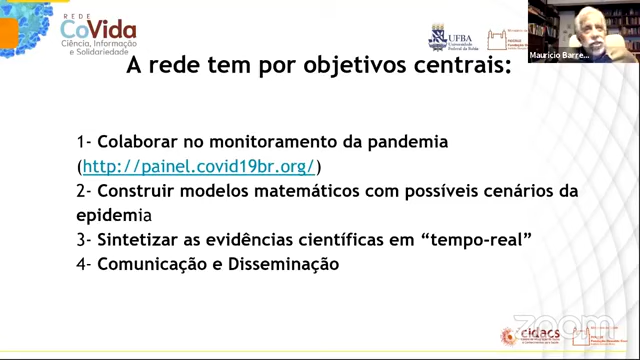 REDE
CoVida
Ciência, Informação
e Solidariedade
UFBA
Universidade
Federal da Bahia
Mauricio Barre...
A rede tem por objetivos centrais:
1- Colaborar no monitoramento da pandemia
(http://painel.covid19br.org/)
2- Construir modelos matemáticos com possíveis cenários da
epidemia
3- Sintetizar as evidências científicas em “tempo-real”
4- Comunicação e Disseminação
cidacs
zoom